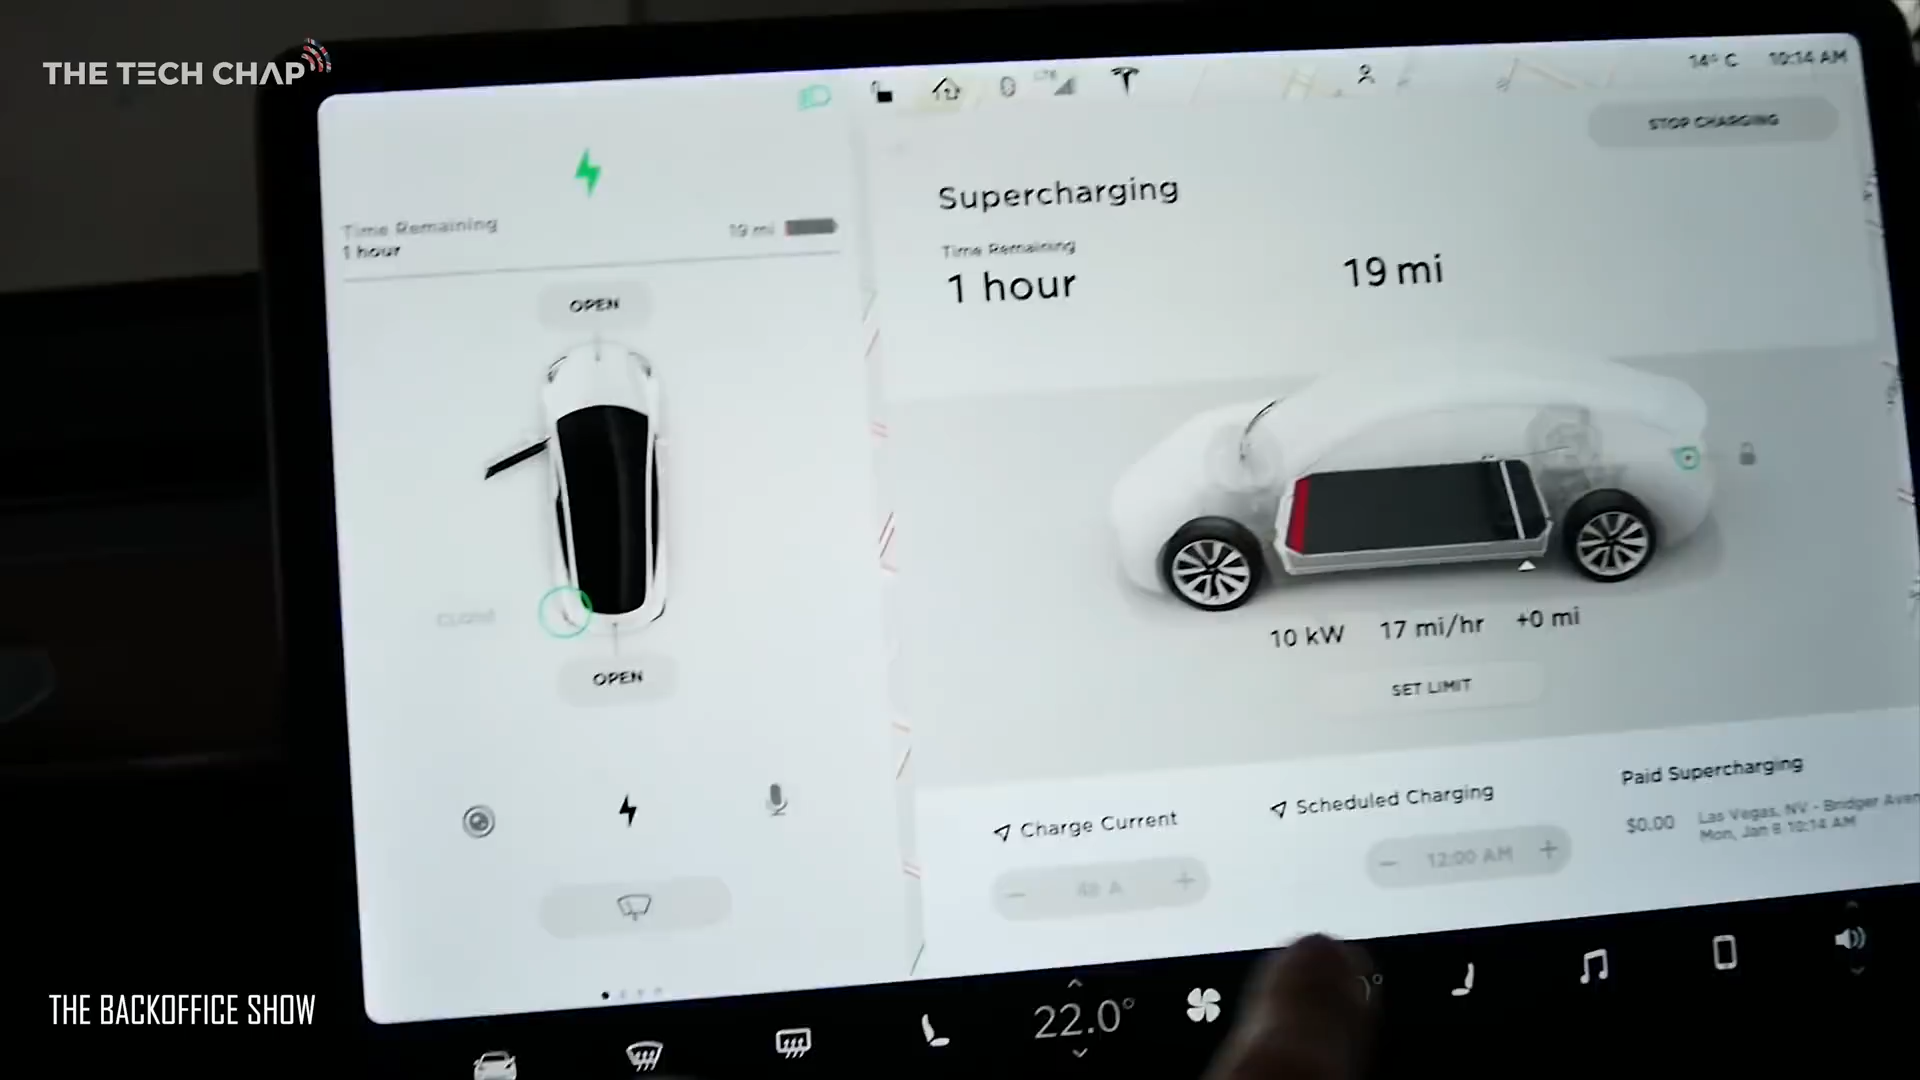 THE TECH CHAP
LTE
14° C 10:14 AM
STOP CHARGING
Supercharging
Time Remaining
1 hour
19 mi
Time Remaining
1 hour
19 mi
OPEN
CLOSE
OPEN
10 kW 17 mi/hr +0 mi
SET LIMIT
Charge Current
− 48 A +
Scheduled Charging
− 12:00 AM +
Paid Supercharging
$0.00 Las Vegas, NV - Bridger Aven
Mon, Jan 8 10:14 AM
22.0°
THE BACKOFFICE SHOW